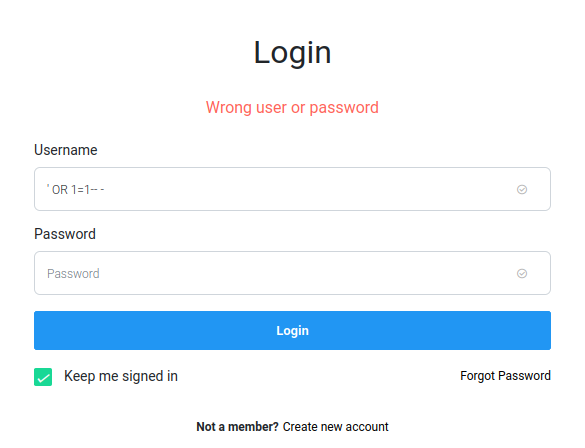 Login
Wrong user or password
Username
' OR 1=1-- -
Password
Password
Login
Keep me signed in Forgot Password
Not a member? Create new account